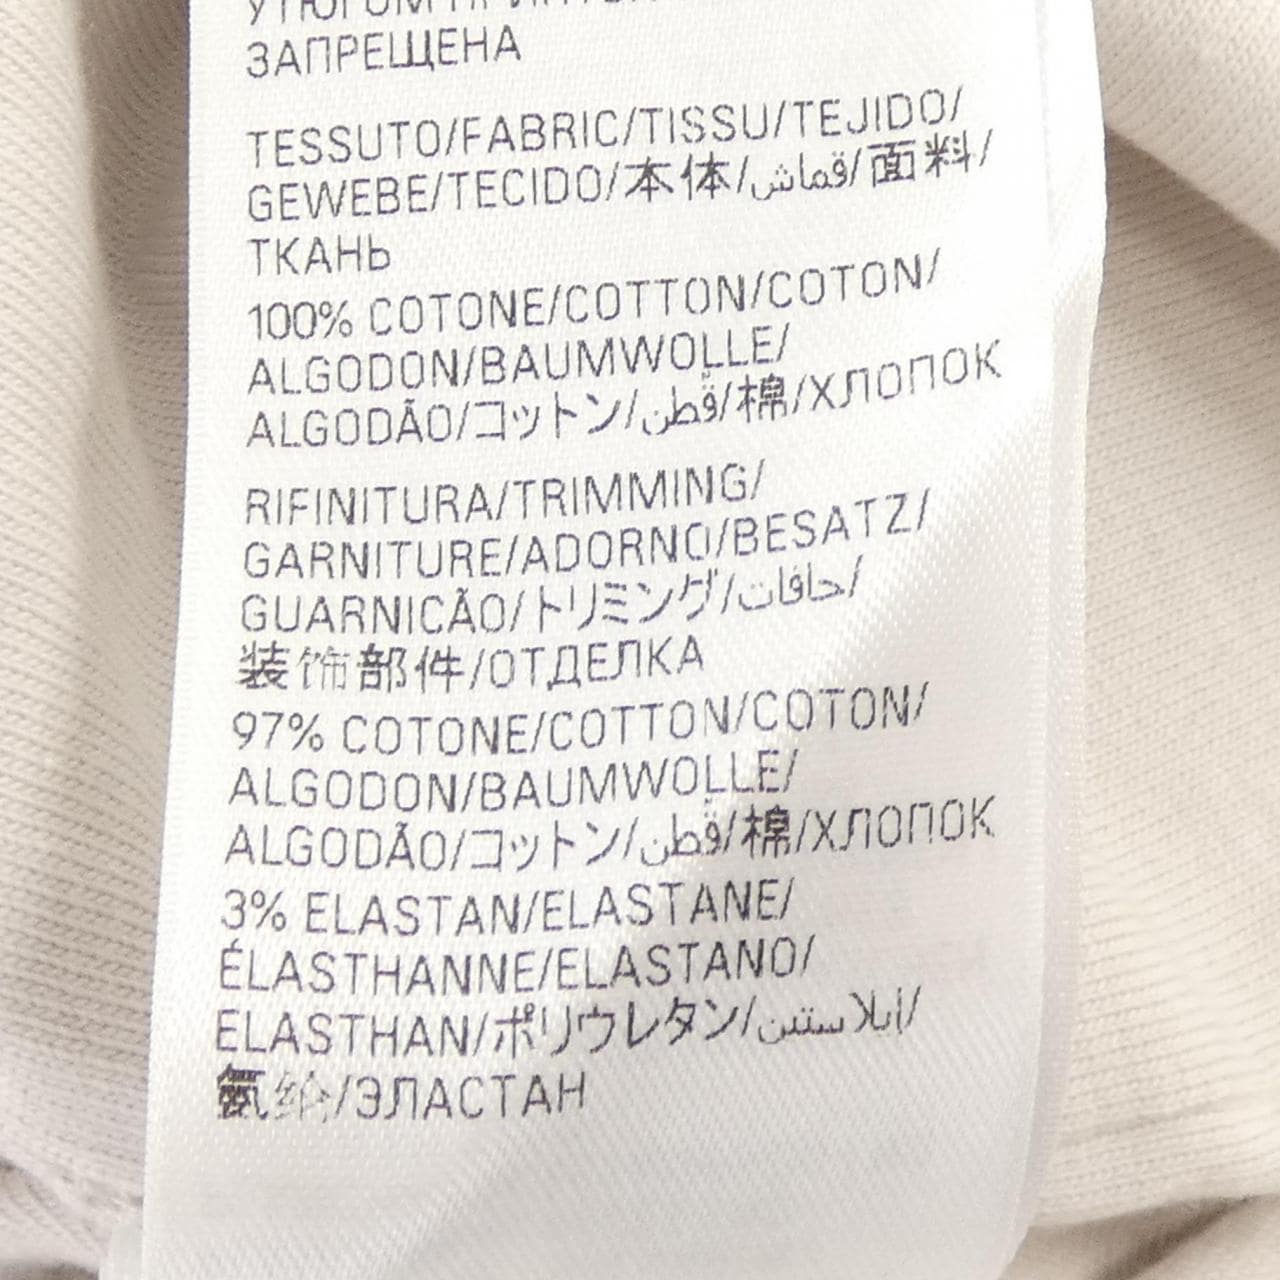 ЗАПРЕЩЕНА
TESSUTO/FABRIC/TISSU/TEJIDO/
GEWEBE/TECIDO/本体/قماش/面料/
ТКАНЬ
100% COTONE/COTTON/COTON/
ALGODON/BAUMWOLLE/
ALGODÃO/コットン/قطن/棉/ХЛОПОК
RIFINITURA/TRIMMING/
GARNITURE/ADORNO/BESATZ/
GUARNICÃO/トリミング/حافات/
装饰部件/ОТДЕЛКА
97% COTONE/COTTON/COTON/
ALGODON/BAUMWOLLE/
ALGODÃO/コットン/قطن/棉/ХЛОПОК
3% ELASTAN/ELASTANE/
ÉLASTHANNE/ELASTANO/
ELASTHAN/ポリウレタン/إيلاستين/
氨纶/ЭЛАСТАН